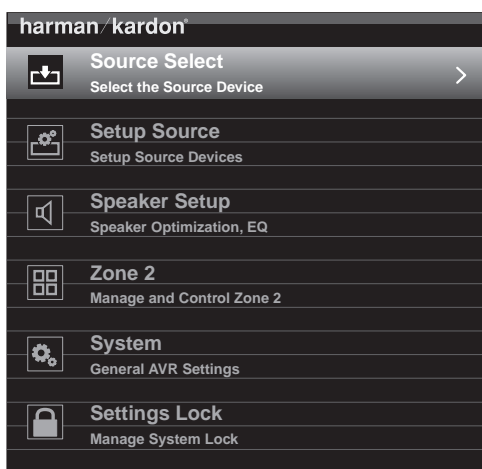 harman/kardon®
Source Select
Select the Source Device
Setup Source
Setup Source Devices
Speaker Setup
Speaker Optimization, EQ
Zone 2
Manage and Control Zone 2
System
General AVR Settings
Settings Lock
Manage System Lock